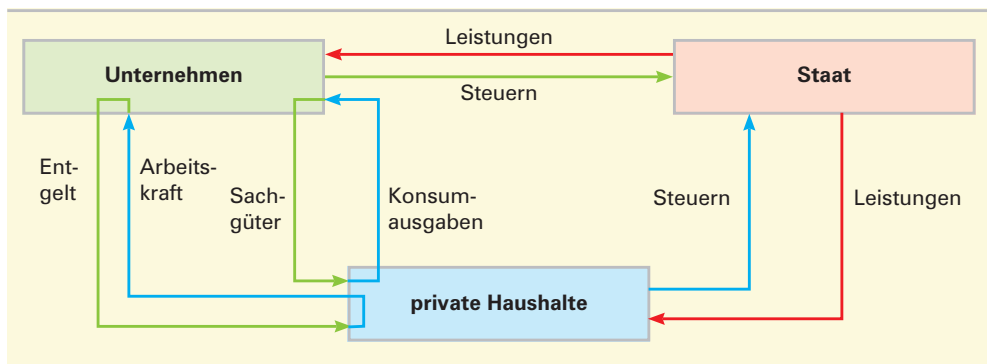 Leistungen
Unternehmen
Staat
Steuern
Ent-
gelt
Arbeits-
kraft
Sach-
güter
Konsum-
ausgaben
Steuern
Leistungen
private Haushalte